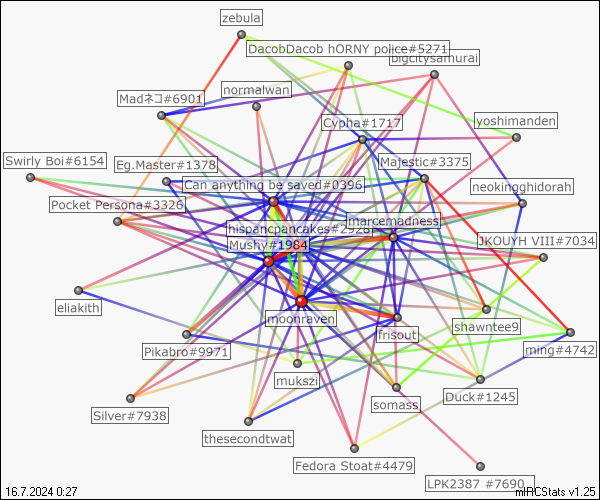 zebula
DacobDacob hORNY police#5271
bigcitysamurai
normalwan
Madネコ#6901
Cypha#1717
yoshimanden
Swirly Boi#6154
Eg.Master#1378
Majestic#3375
Can anything be saved#0396
neokingghidorah
Pocket Persona#3326
marcemadness
hispancpancakes#2928
Mushy#1984
JKOUYH VIII#7034
eliakith
moonraven
shawntee9
frisout
Pikabro#9971
ming#4742
mukszi
Duck#1245
somass
Silver#7938
thesecondtwat
Fedora Stoat#4479
LPK2387 #7690
16.7.2024 0:27
mIRCStats v1.25